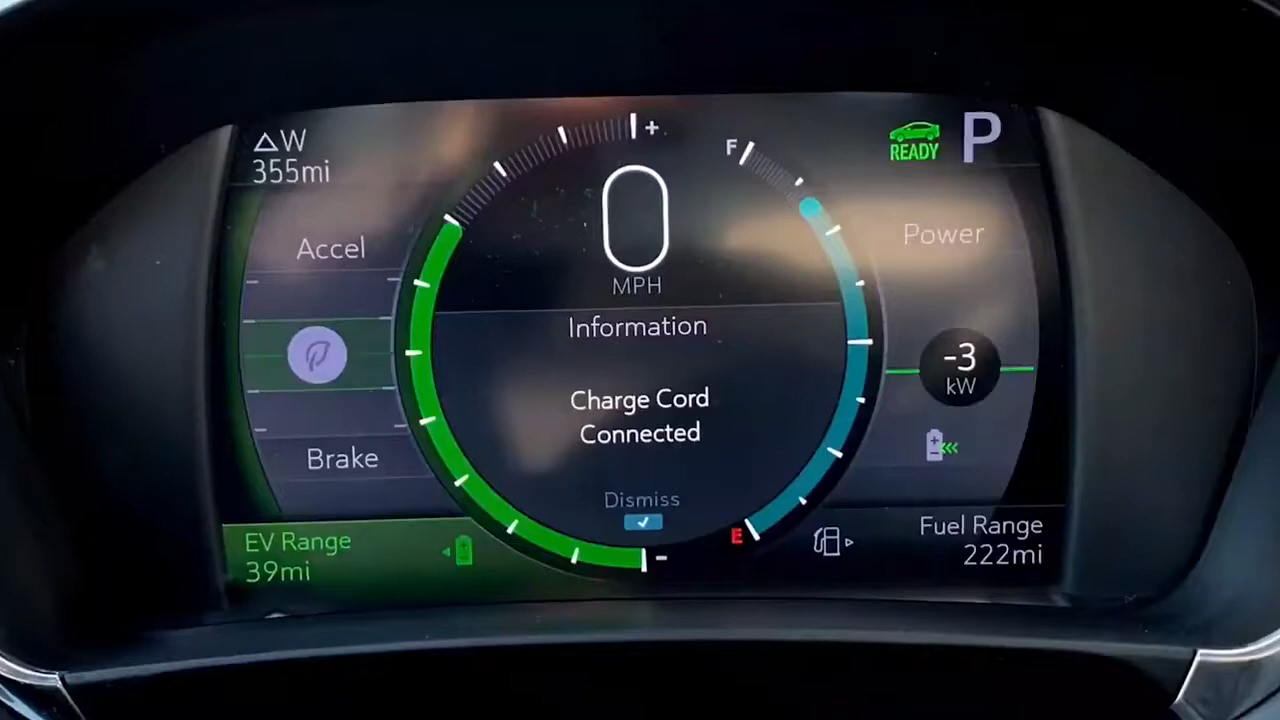 △W
355mi
+
F
READY
P
0
MPH
Accel
Power
Information
-3
kW
Charge Cord
Connected
Brake
Dismiss
E
-
EV Range
39mi
Fuel Range
222mi